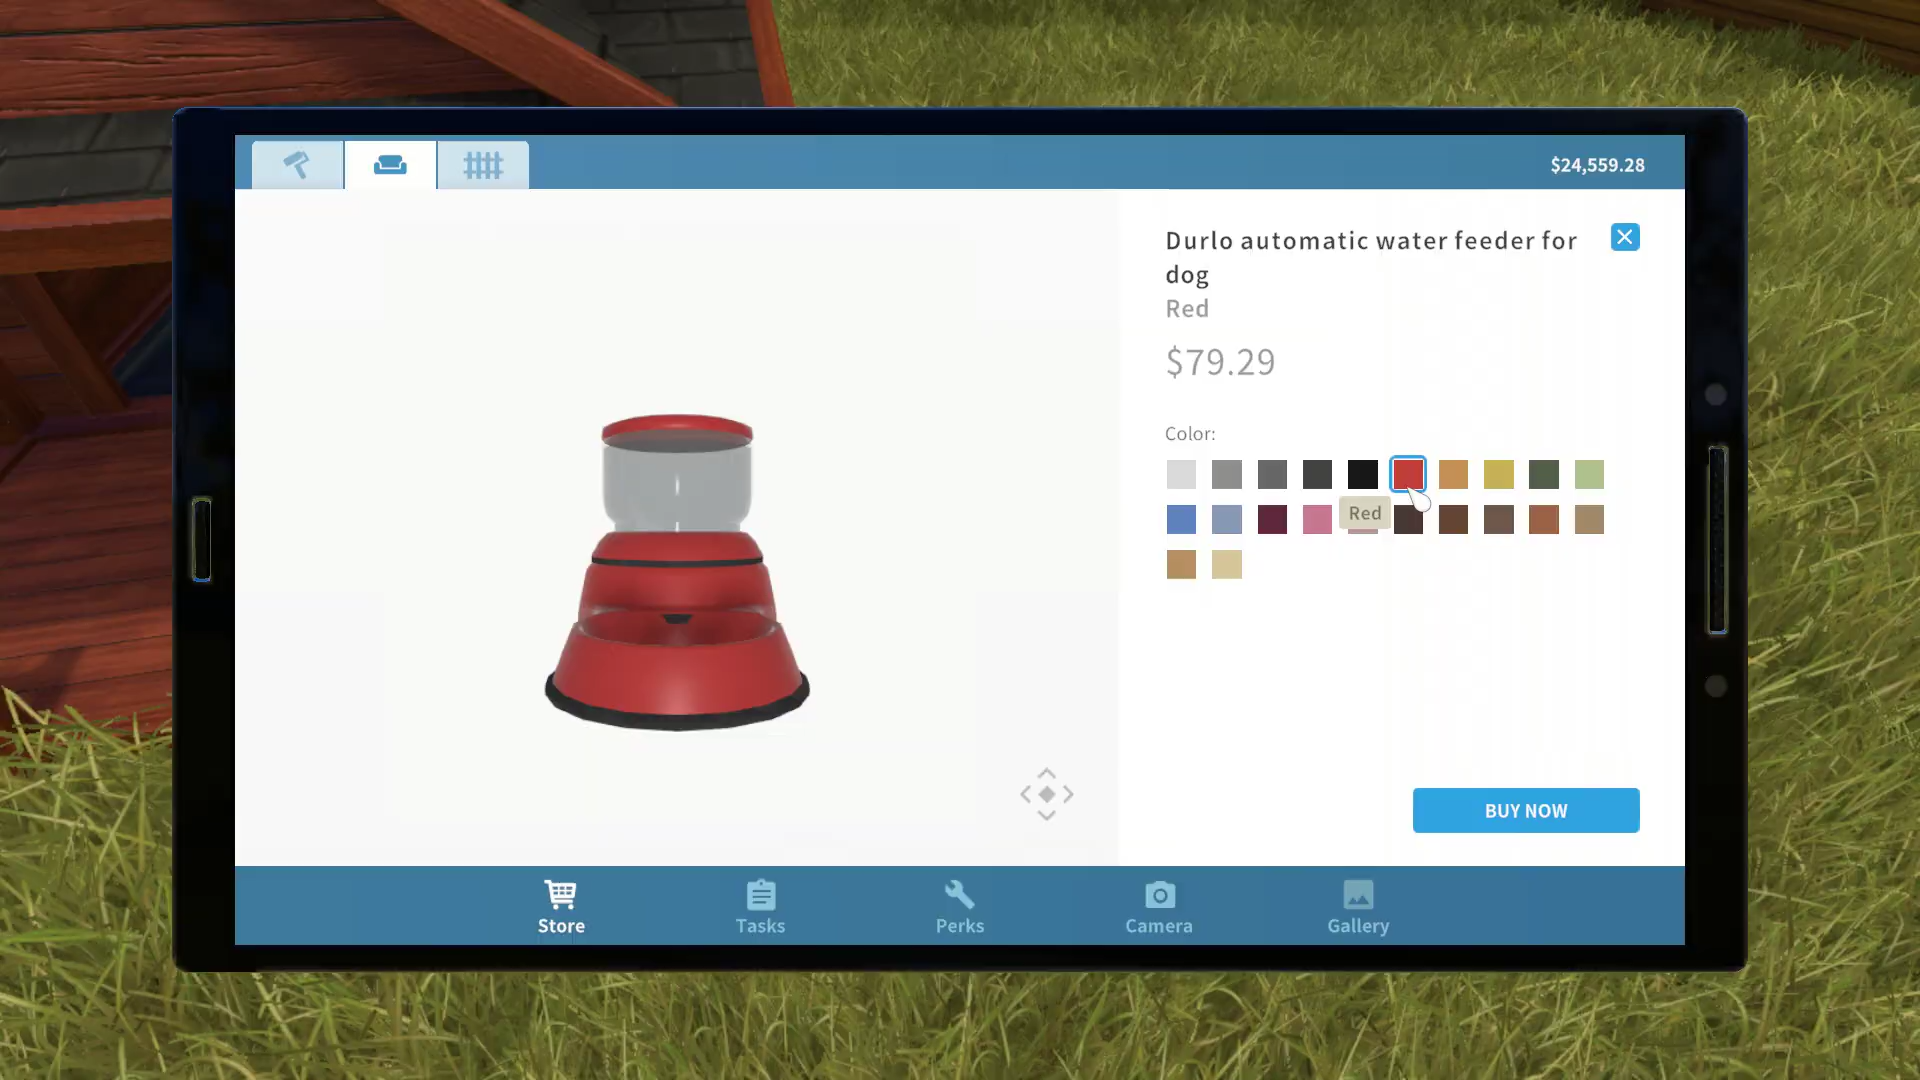 $24,559.28
Durlo automatic water feeder for
dog
Red
$79.29
Color:
Red
BUY NOW
Store
Tasks
Perks
Camera
Gallery